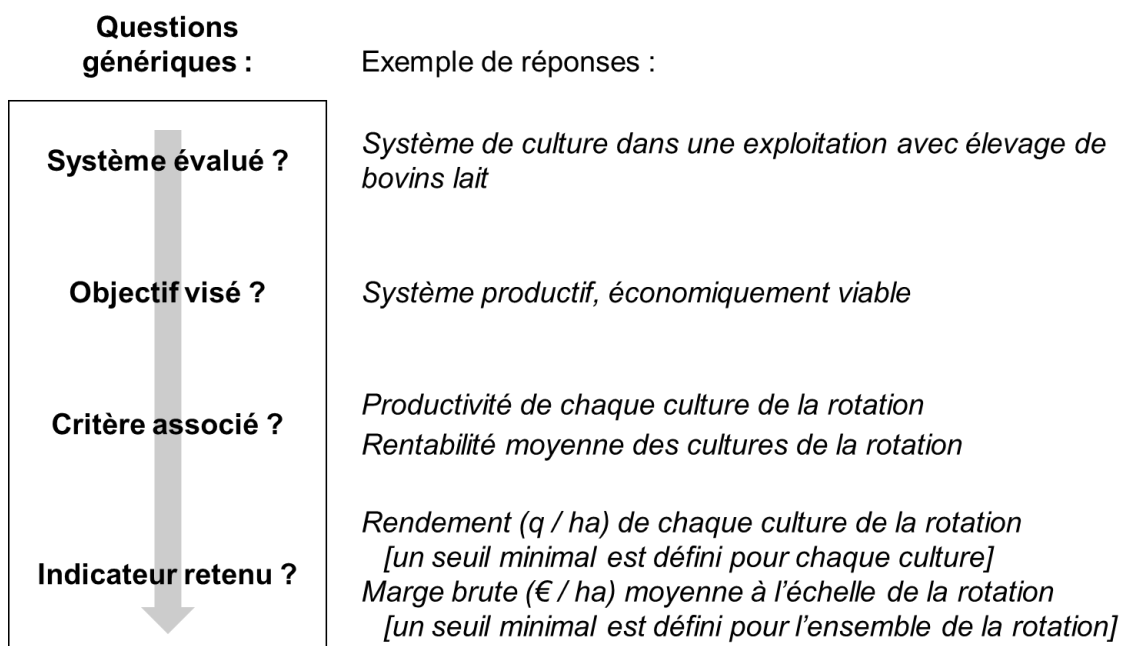 Questions
génériques :
Exemple de réponses :
Système évalué ?
Système de culture dans une exploitation avec élevage de
bovins lait
Objectif visé ?
Système productif, économiquement viable
Critère associé ?
Productivité de chaque culture de la rotation
Rentabilité moyenne des cultures de la rotation
Indicateur retenu ?
Rendement (q / ha) de chaque culture de la rotation
[un seuil minimal est défini pour chaque culture]
Marge brute (€ / ha) moyenne à l’échelle de la rotation
[un seuil minimal est défini pour l’ensemble de la rotation]